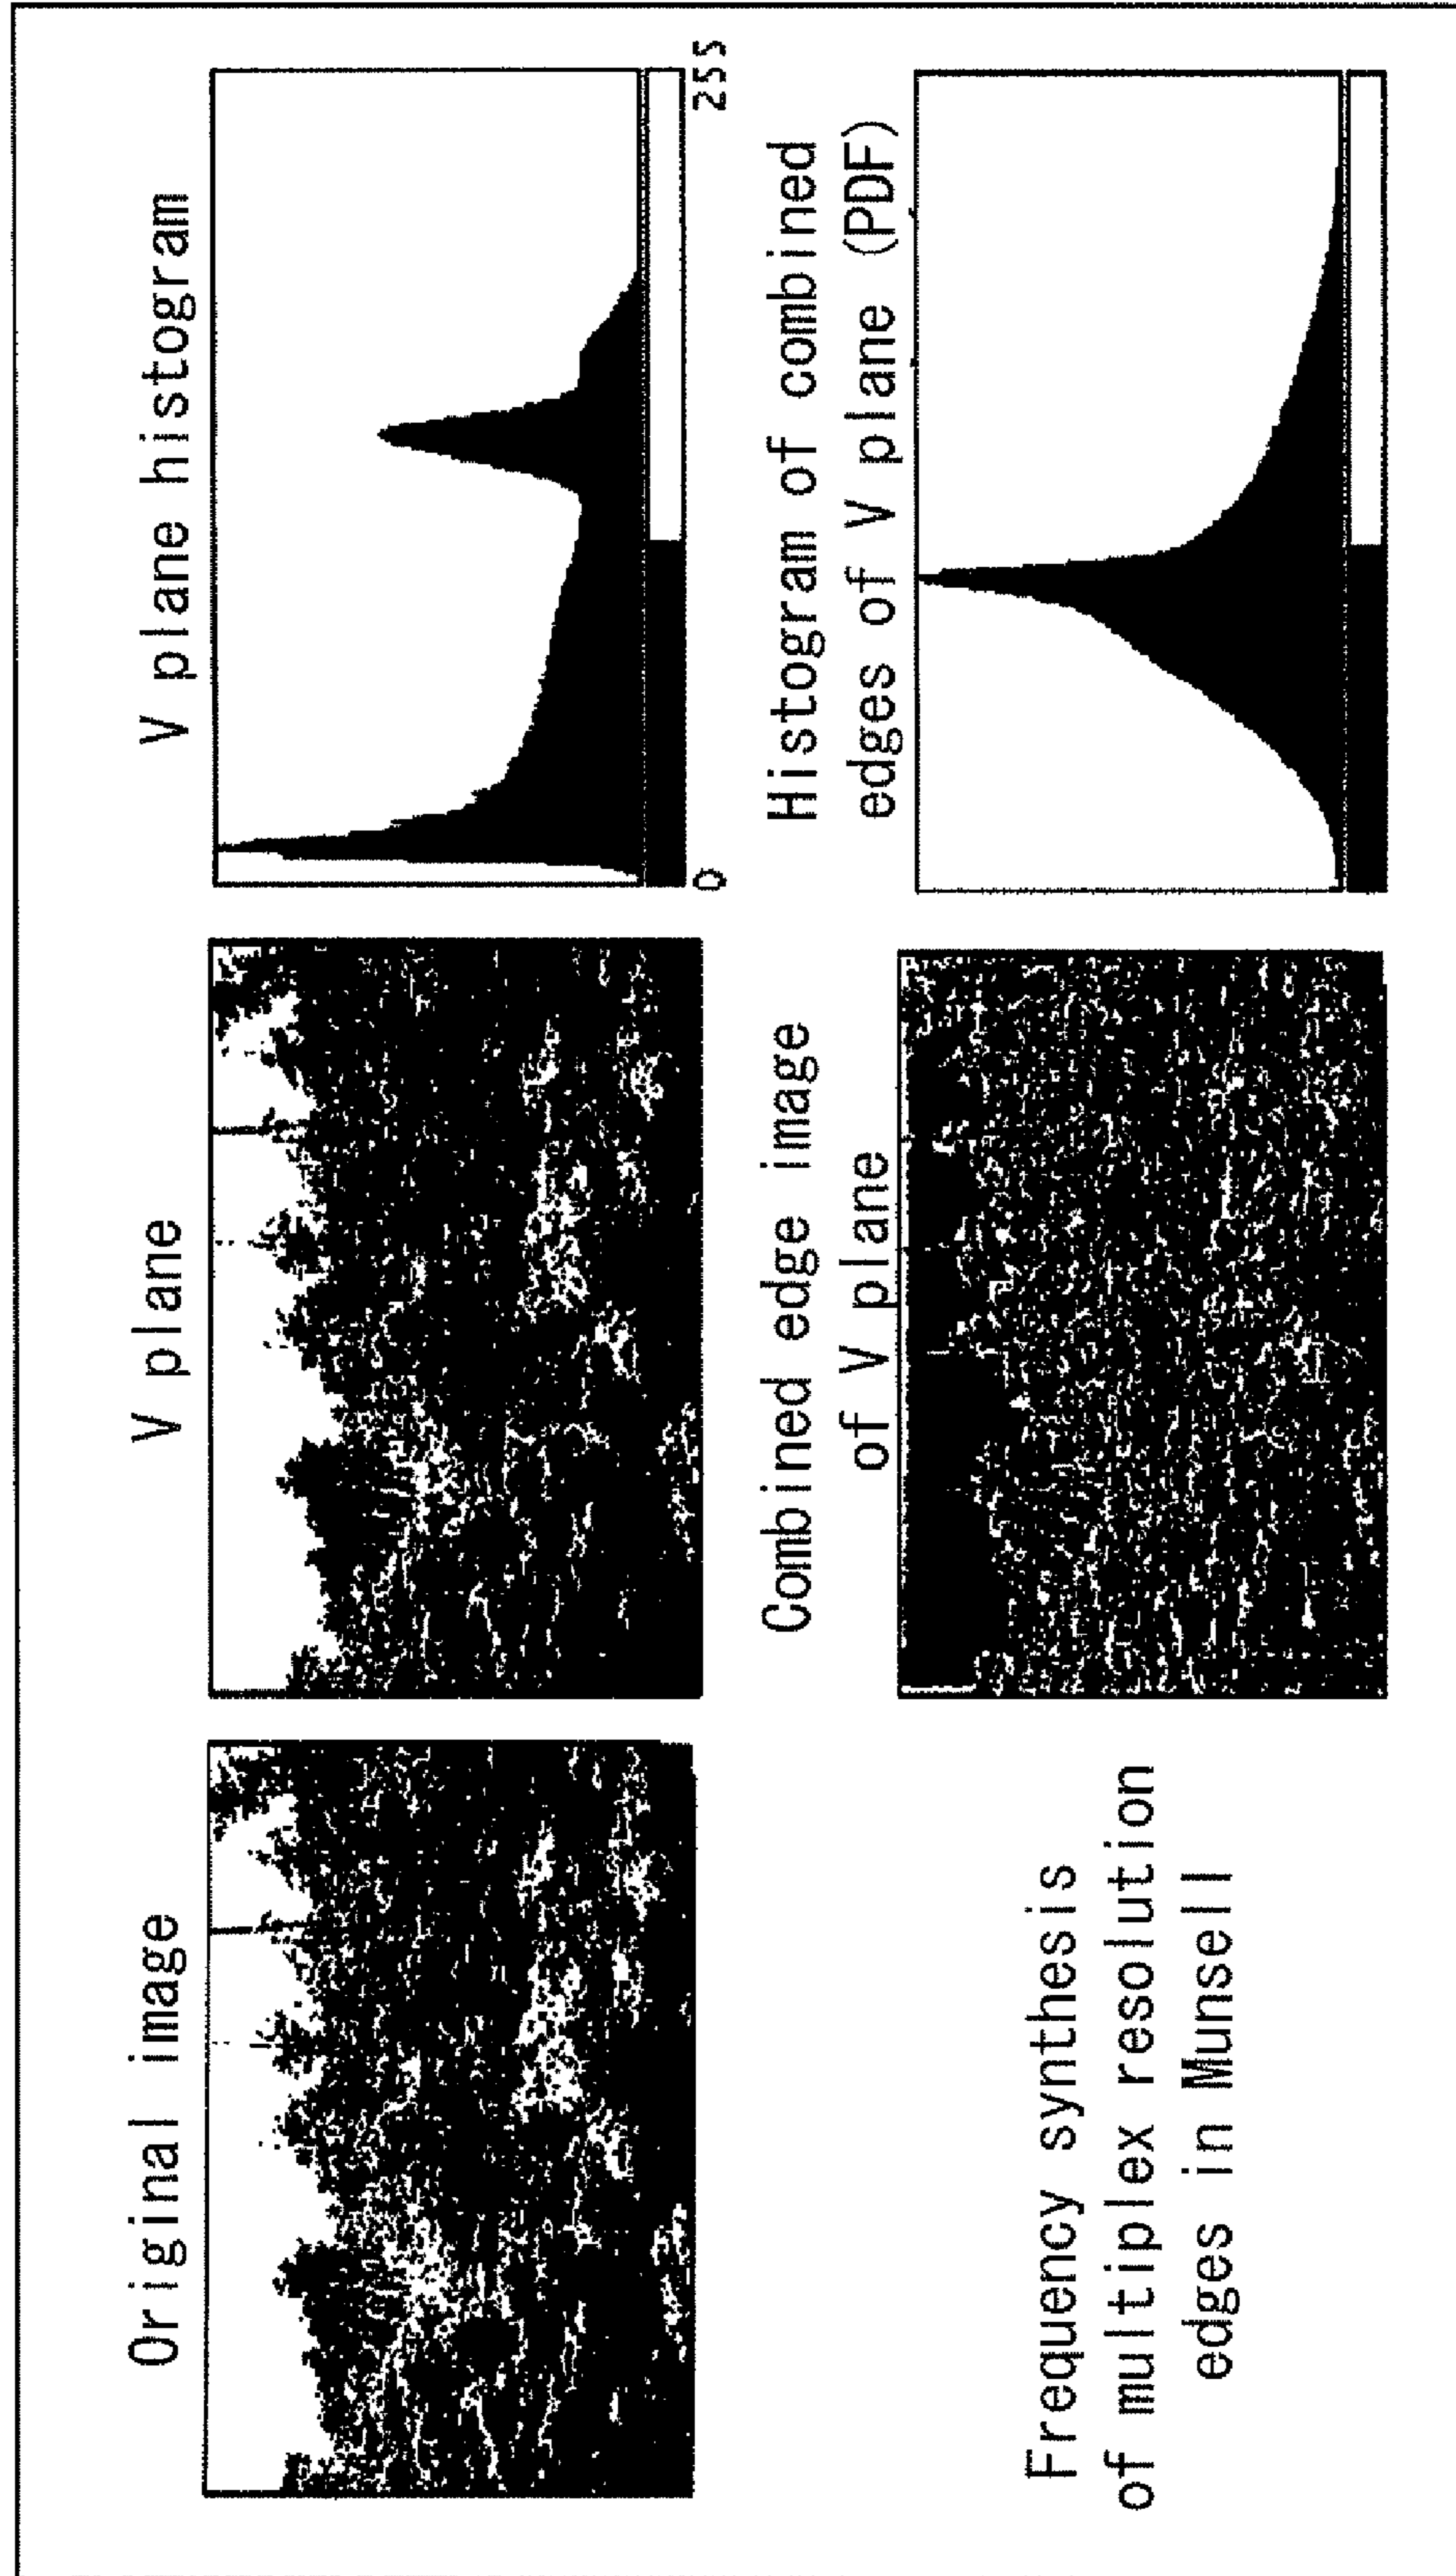 Original image
V plane
V plane histogram
0
255
Frequency synthesis
of multiplex resolution
edges in Munsell
Combined edge image
of V plane
Histogram of combined
edges of V plane (PDF)